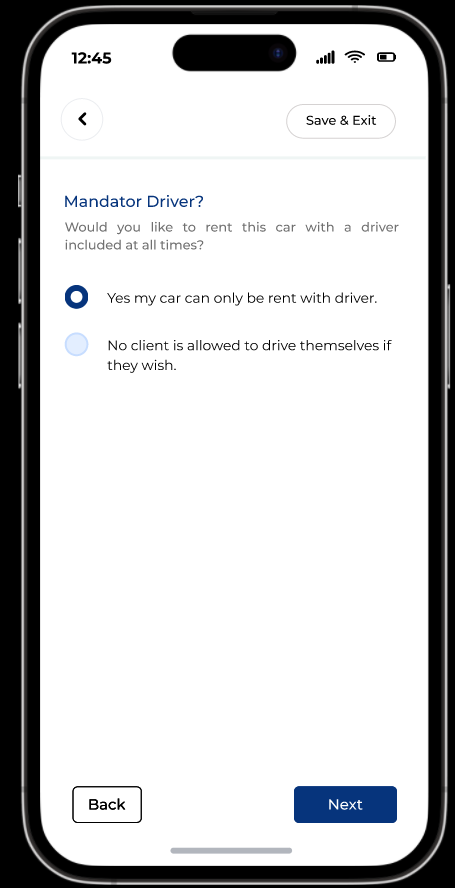 12:45
Save & Exit
Mandator Driver?
Would you like to rent this car with a driver
included at all times?
Yes my car can only be rent with driver.
No client is allowed to drive themselves if
they wish.
Back
Next